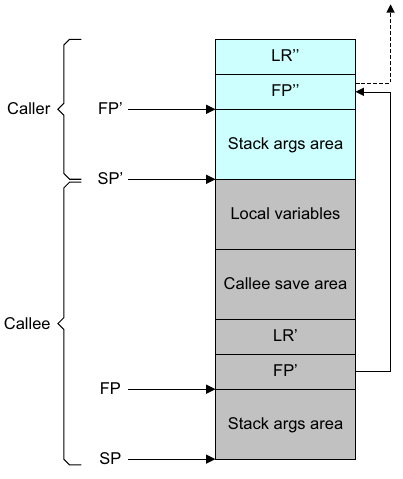 LR’’
FP’’
Caller
FP’
Stack args area
SP’
Local variables
Callee save area
Callee
LR’
FP’
FP
Stack args area
SP